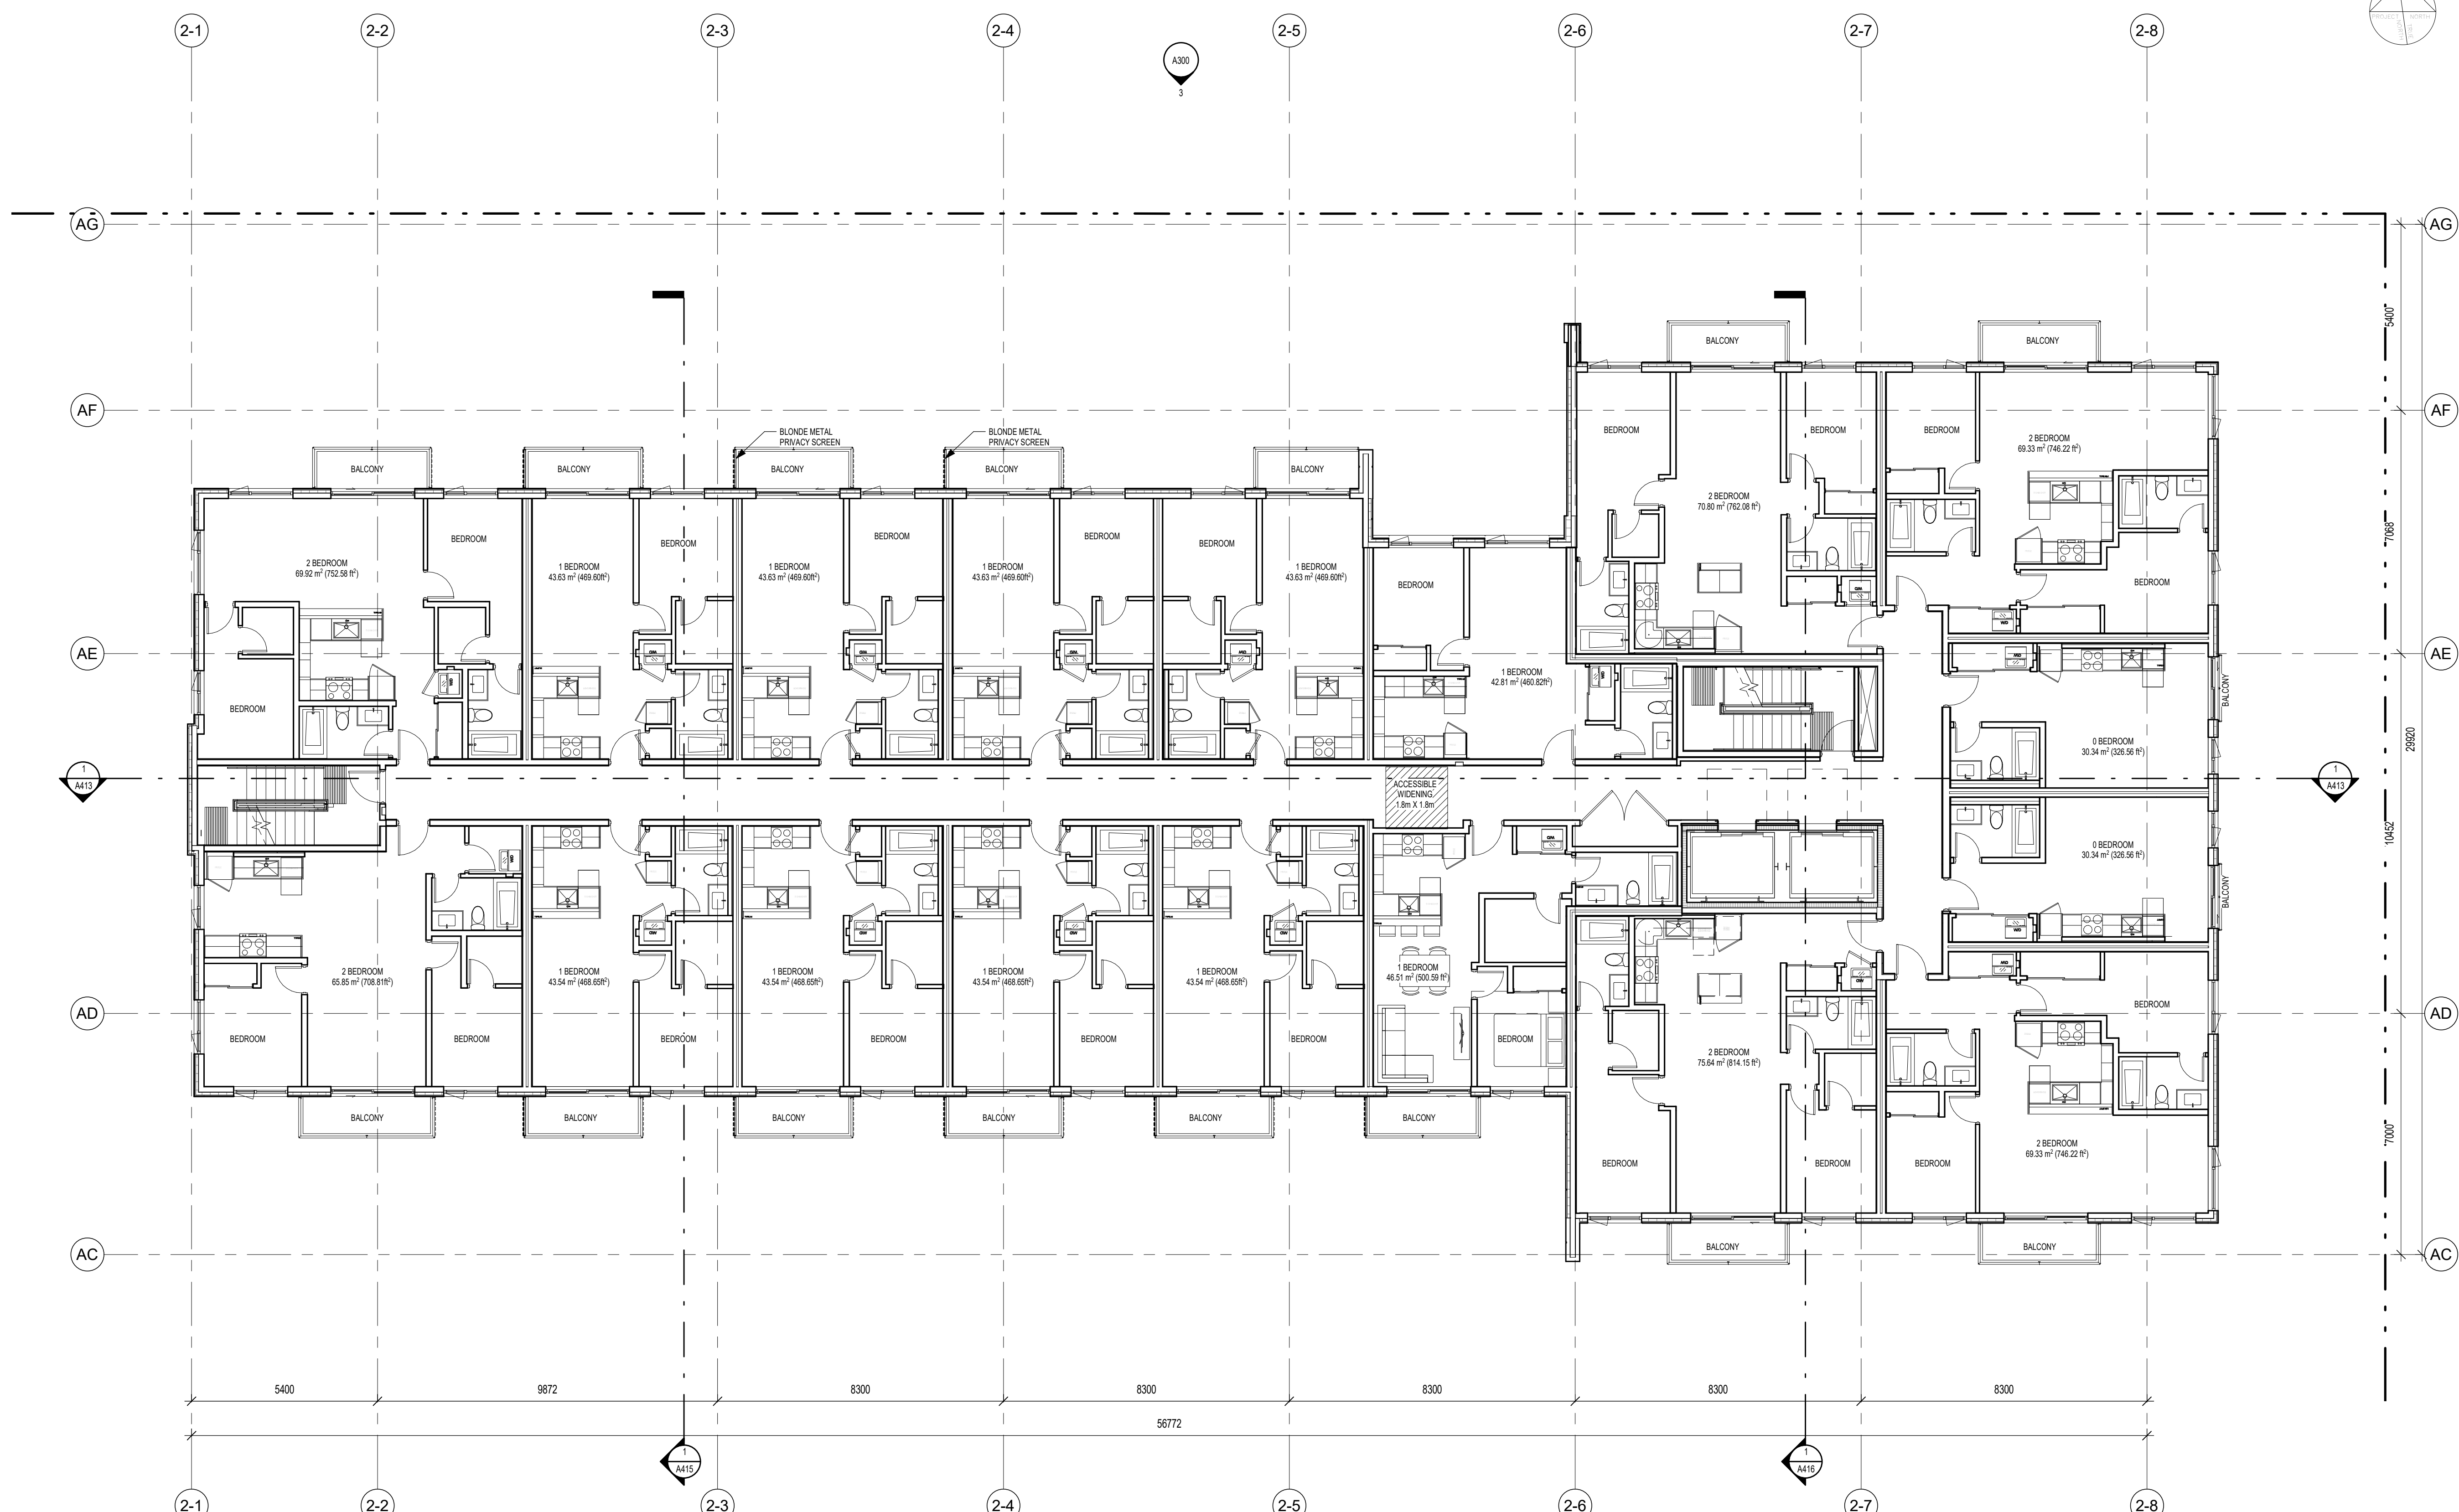 2-1
2-2
2-3
2-4
2-5
2-6
2-7
2-8
PROJECT NORTH
TRUE NORTH
A300
3
AG
AG
5400
BALCONY
BALCONY
AF
AF
BLONDE METAL
PRIVACY SCREEN
BLONDE METAL
PRIVACY SCREEN
BEDROOM
BEDROOM
BEDROOM
2 BEDROOM
69.33 m² (746.22 ft²)
BALCONY
BALCONY
BALCONY
BALCONY
BALCONY
2 BEDROOM
70.80 m² (762.08 ft²)
7068
BEDROOM
BEDROOM
BEDROOM
BEDROOM
BEDROOM
2 BEDROOM
69.92 m² (752.58 ft²)
1 BEDROOM
43.63 m² (469.60ft²)
1 BEDROOM
43.63 m² (469.60ft²)
1 BEDROOM
43.63 m² (469.60ft²)
1 BEDROOM
43.63 m² (469.60ft²)
BEDROOM
BEDROOM
AE
AE
1 BEDROOM
42.81 m² (460.82ft²)
BALCONY
BEDROOM
29920
0 BEDROOM
30.34 m² (326.56 ft²)
1
A413
1
A413
ACCESSIBLE
WIDENING
1.8m X 1.8m
10452
0 BEDROOM
30.34 m² (326.56 ft²)
BALCONY
2 BEDROOM
65.85 m² (708.81ft²)
1 BEDROOM
43.54 m² (468.65ft²)
1 BEDROOM
43.54 m² (468.65ft²)
1 BEDROOM
43.54 m² (468.65ft²)
1 BEDROOM
43.54 m² (468.65ft²)
1 BEDROOM
46.51 m² (500.59 ft²)
BEDROOM
AD
AD
BEDROOM
BEDROOM
BEDROOM
BEDROOM
BEDROOM
BEDROOM
BEDROOM
2 BEDROOM
75.64 m² (814.15 ft²)
BALCONY
BALCONY
BALCONY
BALCONY
BALCONY
BALCONY
7000
2 BEDROOM
69.33 m² (746.22 ft²)
BEDROOM
BEDROOM
BEDROOM
AC
BALCONY
BALCONY
AC
5400
9872
8300
8300
8300
8300
8300
56772
1
A415
1
A416
2-1
2-2
2-3
2-4
2-5
2-6
2-7
2-8